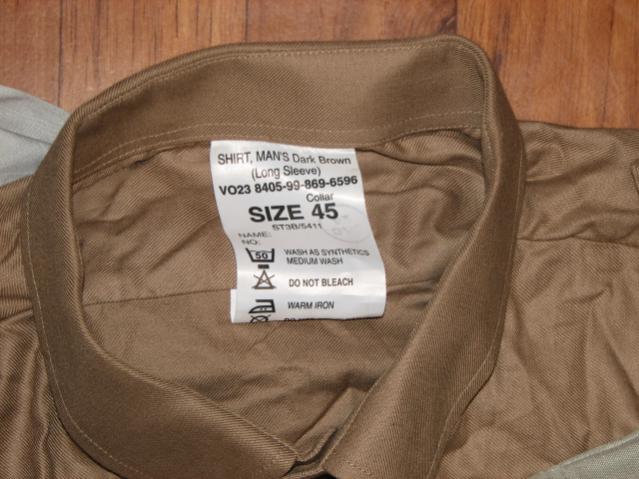 SHIRT, MAN'S Dark Brown
(Long Sleeve)
VO23 8405-99-869-6596
Collar
SIZE 45
ST3B/5411
NAME:
NO:
50
WASH AS SYNTHETICS
MEDIUM WASH
DO NOT BLEACH
WARM IRON